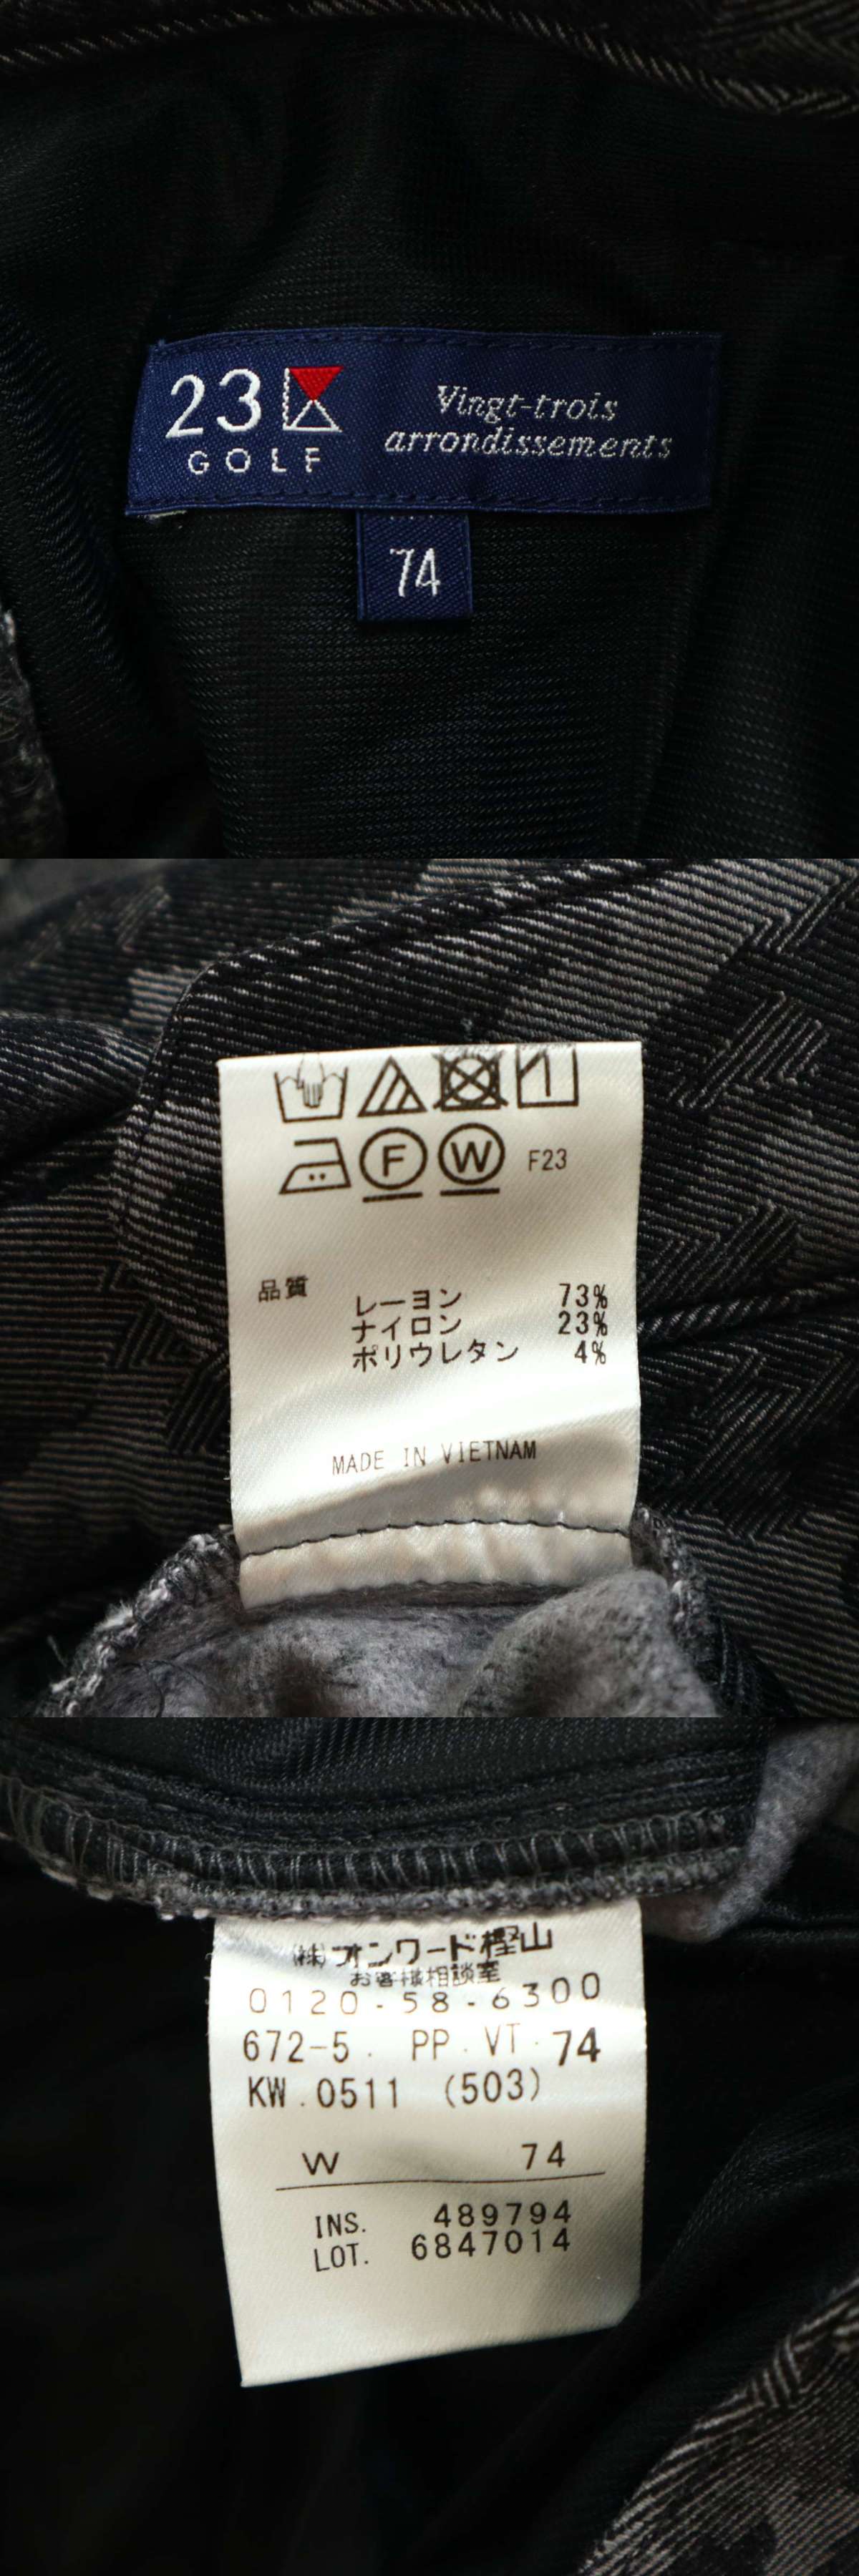 23
GOLF
Vingt-trois
arrondissements
74
F W F23
品質
レーヨン 73%
ナイロン 23%
ポリウレタン 4%
MADE IN VIETNAM
(株)オンワード樫山
お客様相談室
0120-58-6300
672-5. PP.VT.74
KW.0511 (503)
W 74
INS. 489794
LOT. 6847014